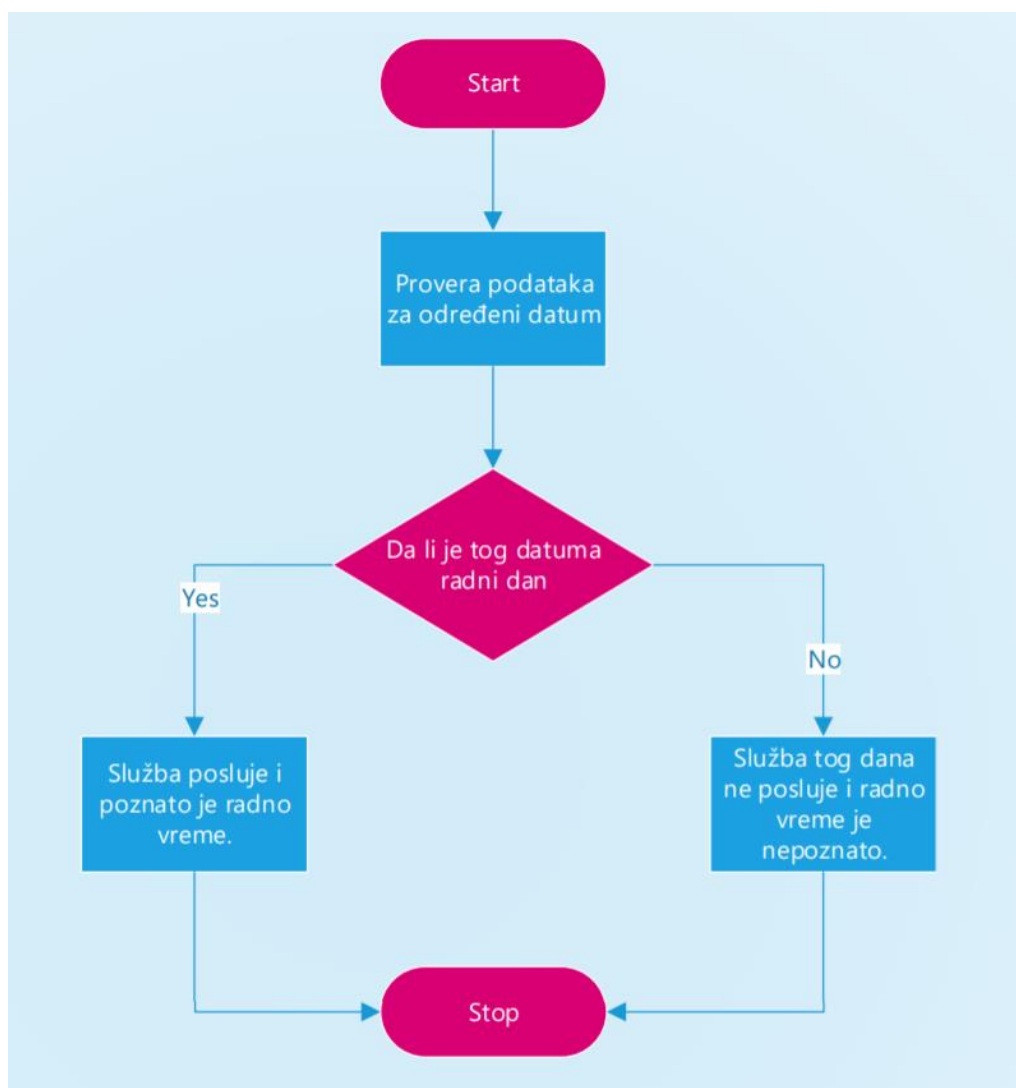 Start
Provera podataka
za određeni datum
Da li je tog datuma
radni dan
Yes
No
Služba posluje i
poznato je radno
vreme.
Služba tog dana
ne posluje i radno
vreme je
nepoznato.
Stop